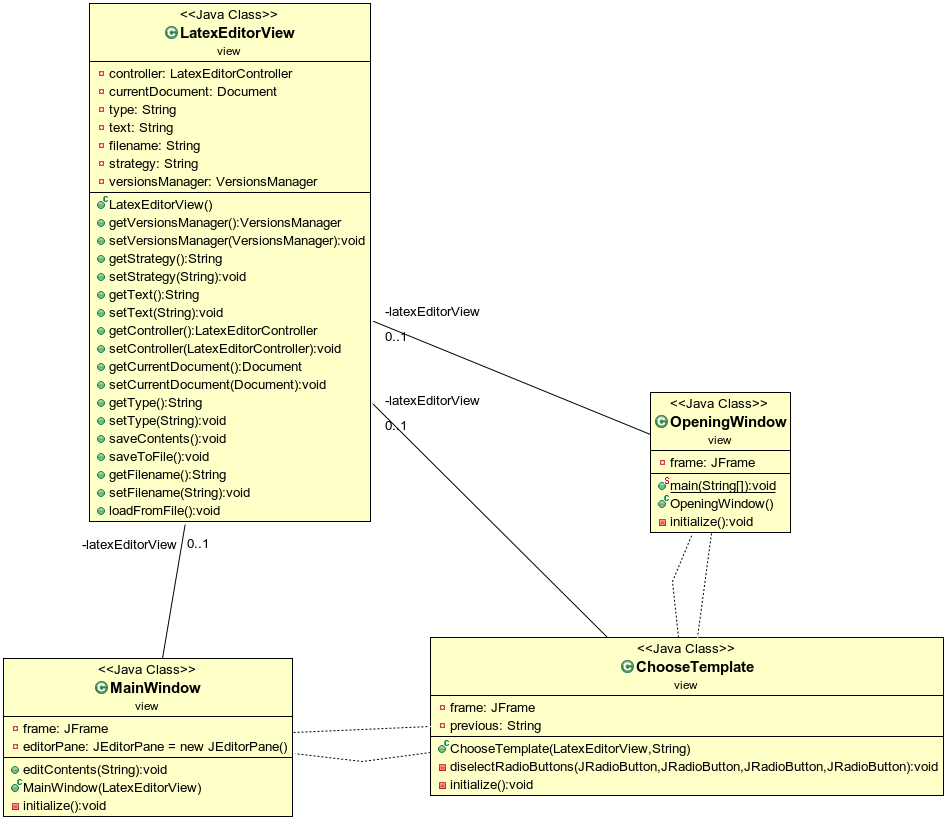 <<Java Class>>
LatexEditorView
view
controller: LatexEditorController
currentDocument: Document
type: String
text: String
filename: String
strategy: String
versionsManager: VersionsManager
LatexEditorView()
getVersionsManager():VersionsManager
setVersionsManager(VersionsManager):void
getStrategy():String
setStrategy(String):void
getText():String
setText(String):void
getController():LatexEditorController
setController(LatexEditorController):void
getCurrentDocument():Document
setCurrentDocument(Document):void
getType():String
setType(String):void
saveContents():void
saveToFile():void
getFilename():String
setFilename(String):void
loadFromFile():void
-latexEditorView
0..1
-latexEditorView
0..1
-latexEditorView 0..1
<<Java Class>>
OpeningWindow
view
frame: JFrame
main(String[]):void
OpeningWindow()
initialize():void
<<Java Class>>
MainWindow
view
frame: JFrame
editorPane: JEditorPane = new JEditorPane()
editContents(String):void
MainWindow(LatexEditorView)
initialize():void
<<Java Class>>
ChooseTemplate
view
frame: JFrame
previous: String
ChooseTemplate(LatexEditorView,String)
diselectRadioButtons(JRadioButton,JRadioButton,JRadioButton,JRadioButton):void
initialize():void